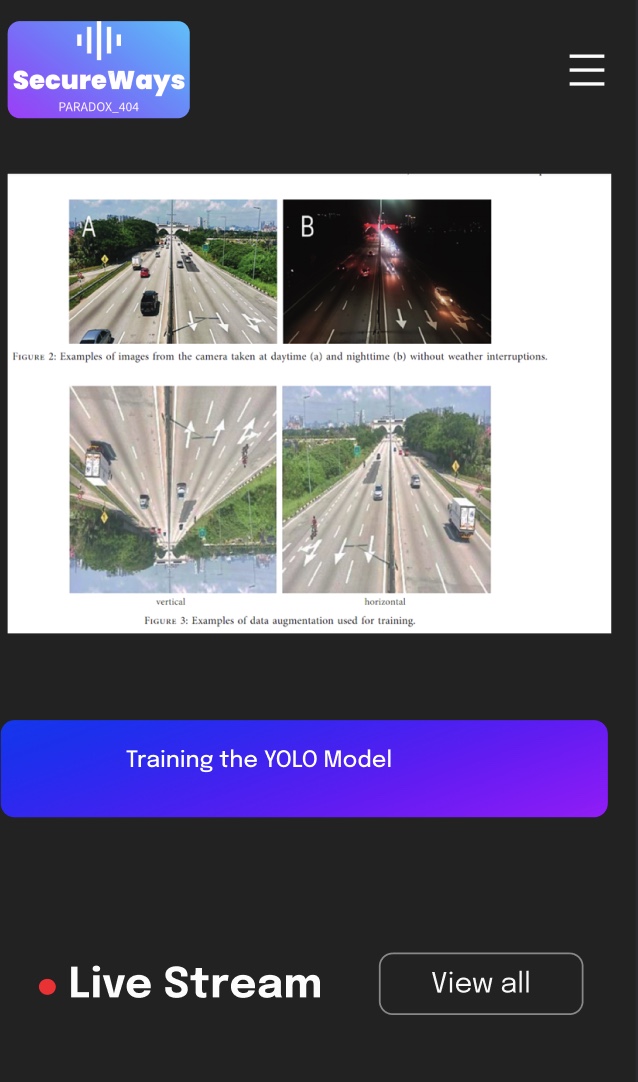 SecureWays
PARADOX_404
A
B
FIGURE 2: Examples of images from the camera taken at daytime (a) and nighttime (b) without weather interruptions.
vertical
horizontal
FIGURE 3: Examples of data augmentation used for training.
Training the YOLO Model
Live Stream
View all